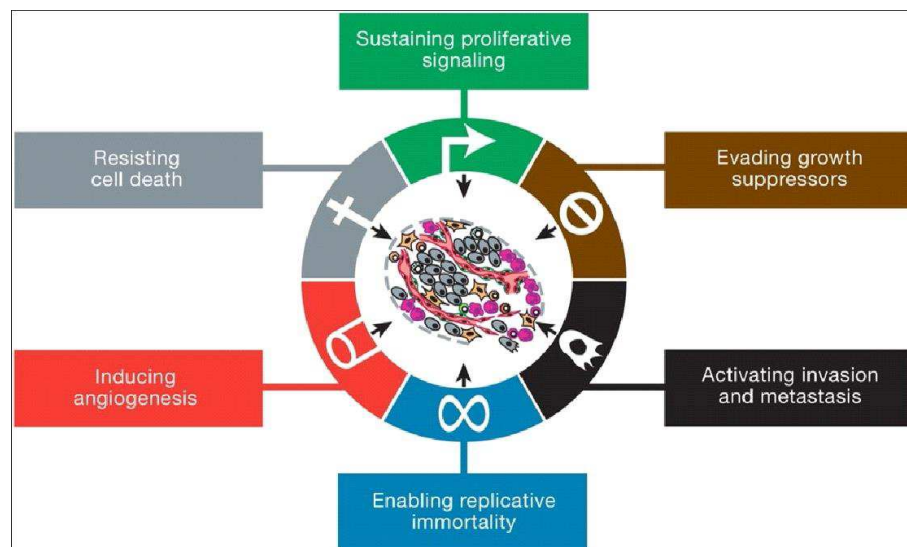 Sustaining proliferative
signaling
Resisting
cell death
Evading growth
suppressors
Inducing
angiogenesis
Activating invasion
and metastasis
Enabling replicative
immortality